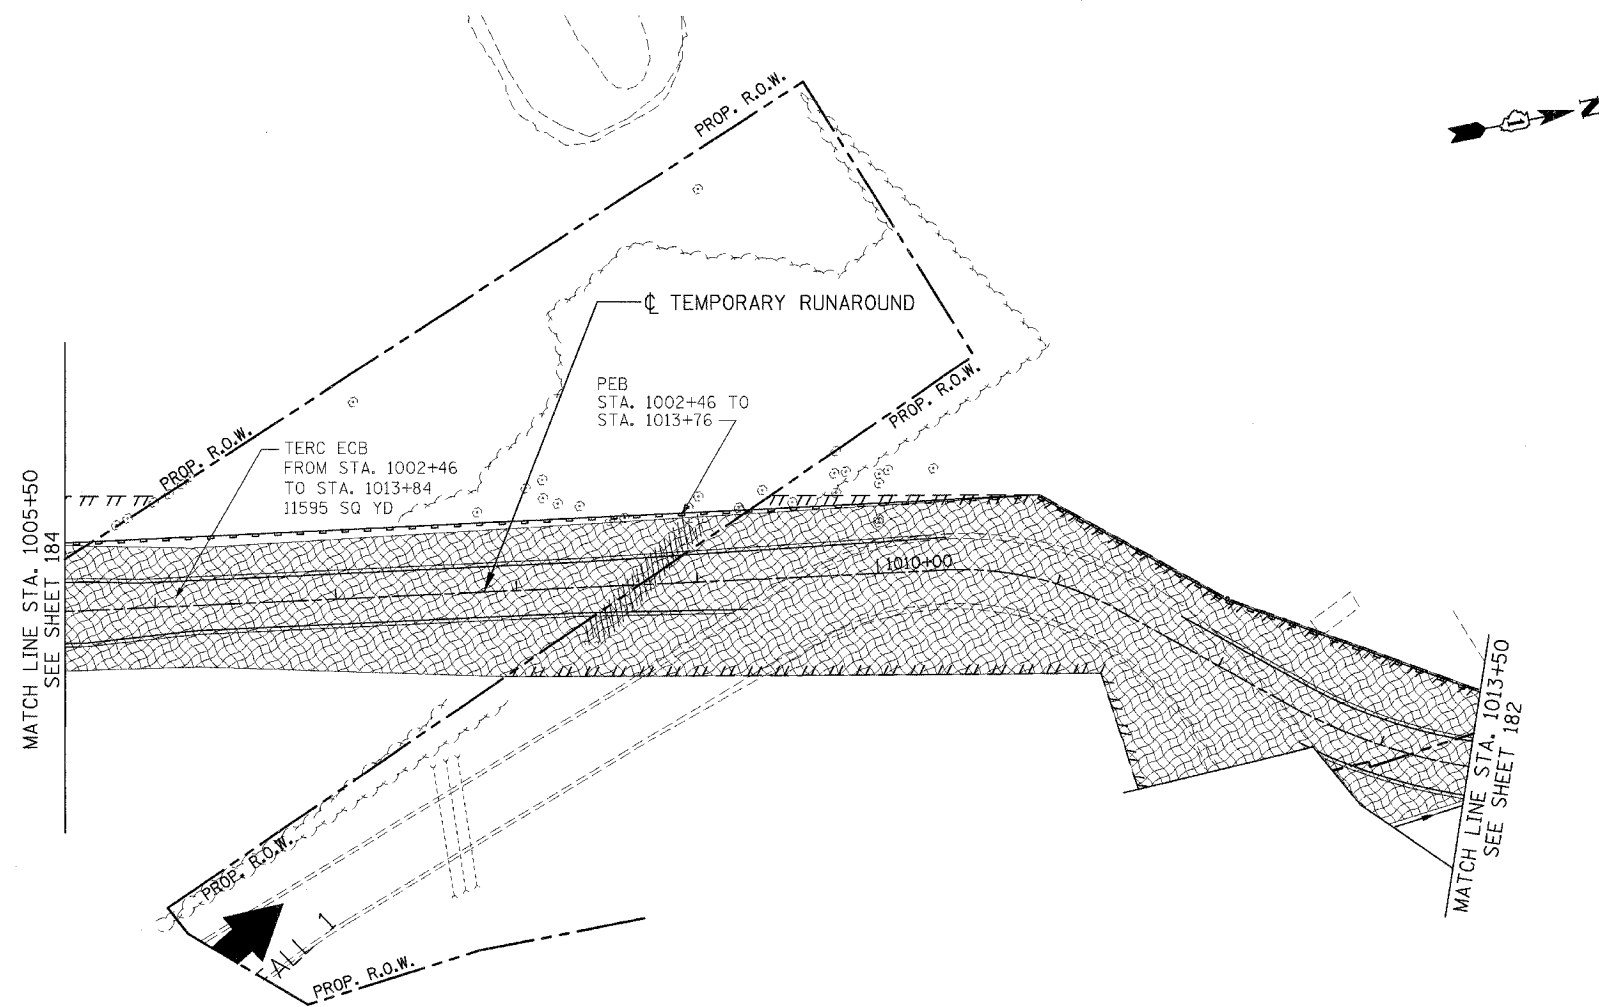 PROP. R.O.W.
N
℄ TEMPORARY RUNAROUND
PROP. R.O.W.
PEB
STA. 1002+46 TO
STA. 1013+76
PROP. R.O.W.
TERC ECB
FROM STA. 1002+46
TO STA. 1013+84
11595 SQ YD
MATCH LINE STA. 1005+50
SEE SHEET 184
1010+00
MATCH LINE STA. 1013+50
SEE SHEET 182
PROP. R.O.W.
FALL 1
PROP. R.O.W.